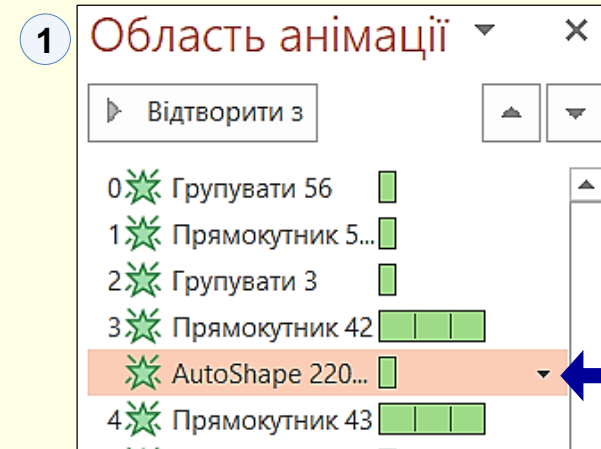 1
Область анімації
Відтворити з
0 Групувати 56
1 Прямокутник 5...
2 Групувати 3
3 Прямокутник 42
AutoShape 220...
4 Прямокутник 43